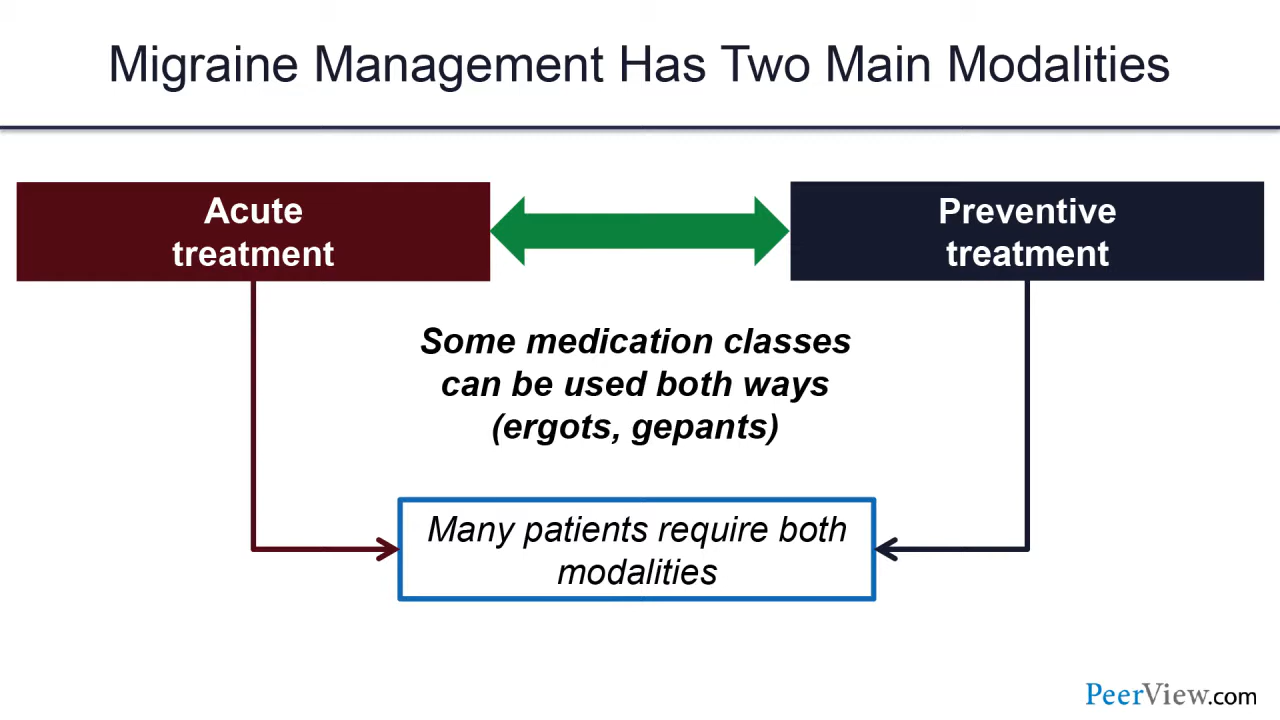 Migraine Management Has Two Main Modalities
Acute
treatment
Preventive
treatment
Some medication classes
can be used both ways
(ergots, gepants)
Many patients require both
modalities
PeerView.com